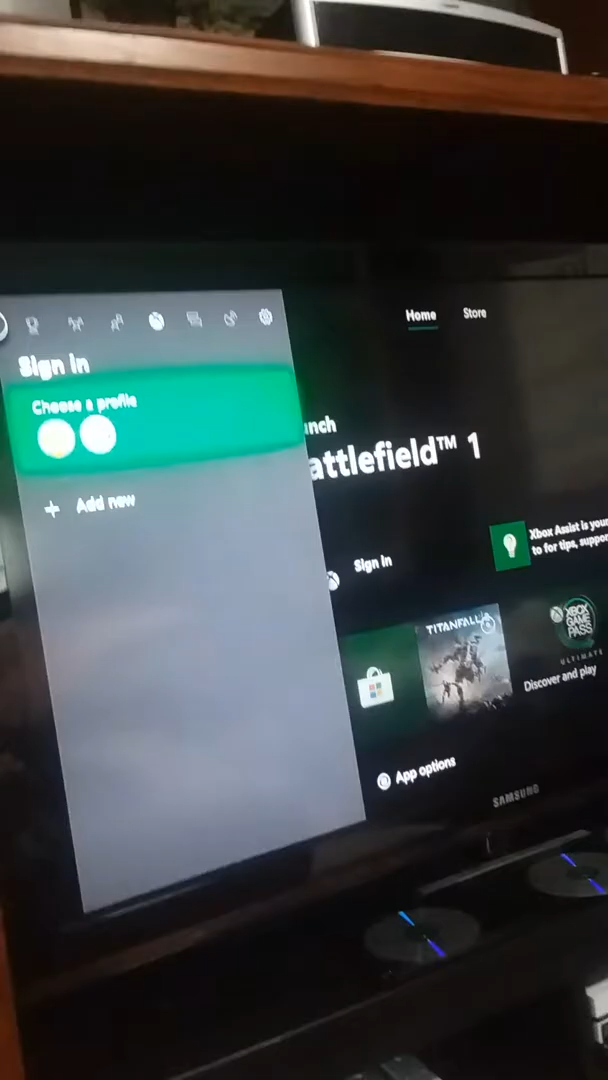 Home
Store
Sign in
Choose a profile
unch
attlefield™ 1
Add new
Sign in
Xbox Assist is your
to for tips, suppor
TITANFALL
XBOX
GAME
PASS
ULTIMATE
Discover and play
App options
SAMSUNG